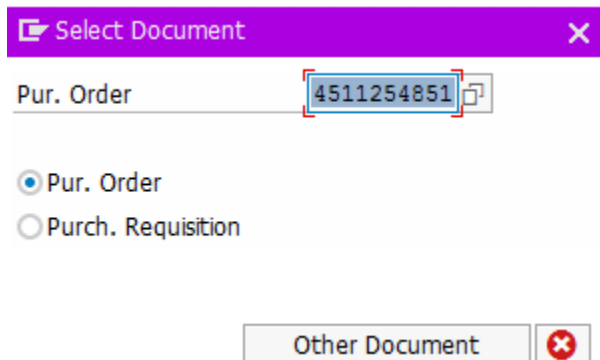 Select Document
Pur. Order 4511254851
Pur. Order
Purch. Requisition
Other Document